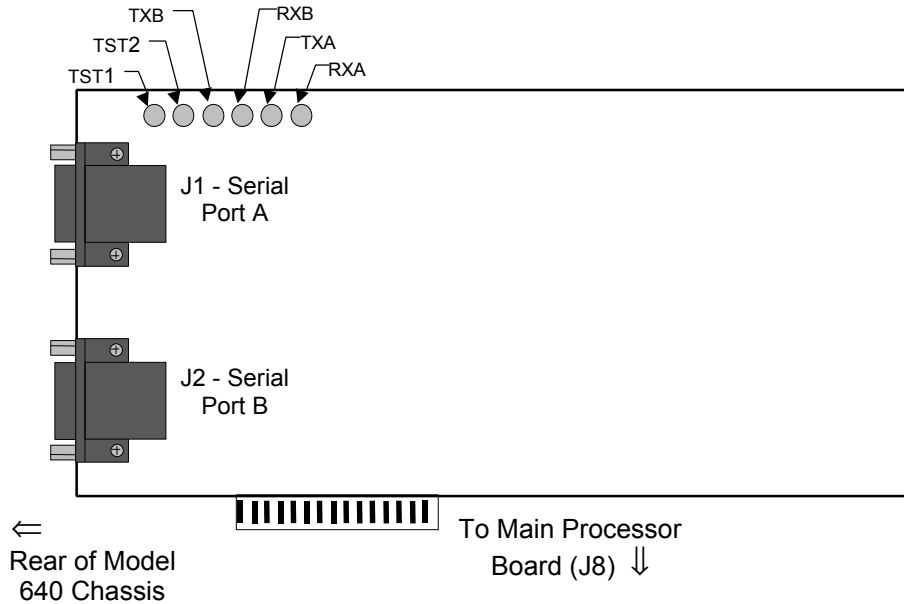 TXB
RXB
TST2
TXA
TST1
RXA
J1 - Serial
Port A
J2 - Serial
Port B
⇐
Rear of Model
640 Chassis
To Main Processor
Board (J8) ⇓